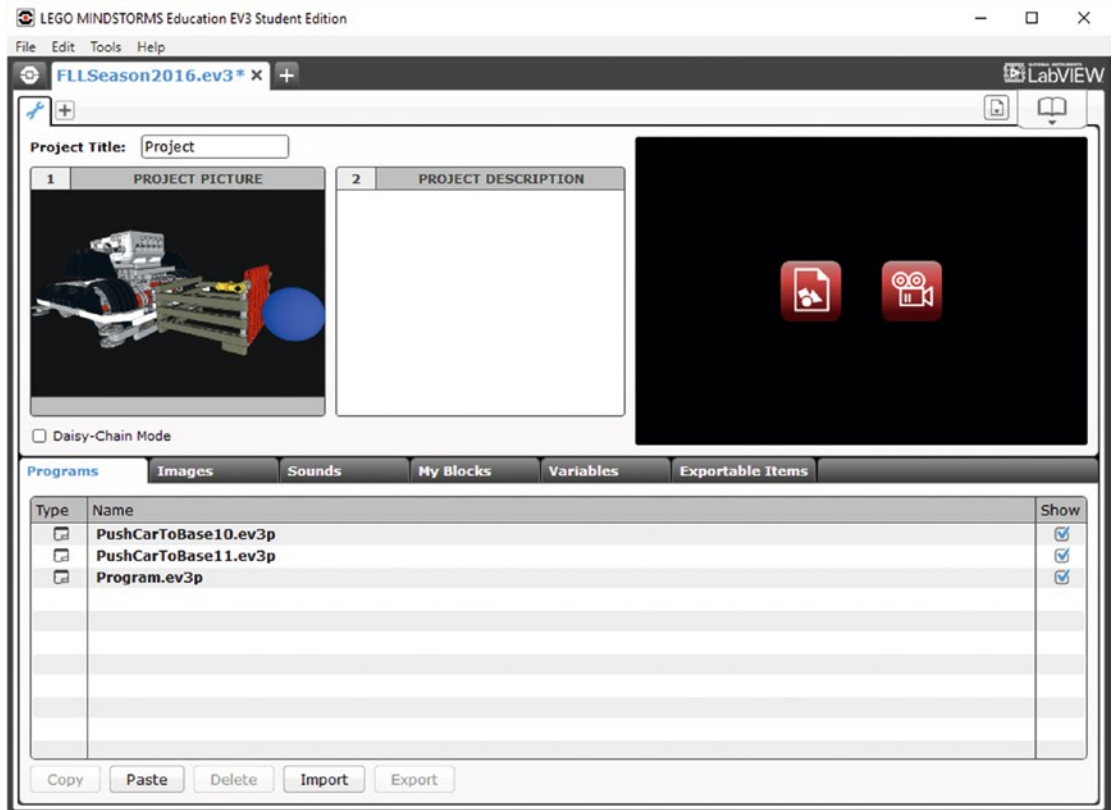 LEGO MINDSTORMS Education EV3 Student Edition
File Edit Tools Help
FLLSeason2016.ev3* × +
NATIONAL INSTRUMENTS
LabVIEW
Project Title: Project
1 PROJECT PICTURE
2 PROJECT DESCRIPTION
Daisy-Chain Mode
Programs Images Sounds My Blocks Variables Exportable Items
Type Name Show
PushCarToBase10.ev3p
PushCarToBase11.ev3p
Program.ev3p
Copy Paste Delete Import Export